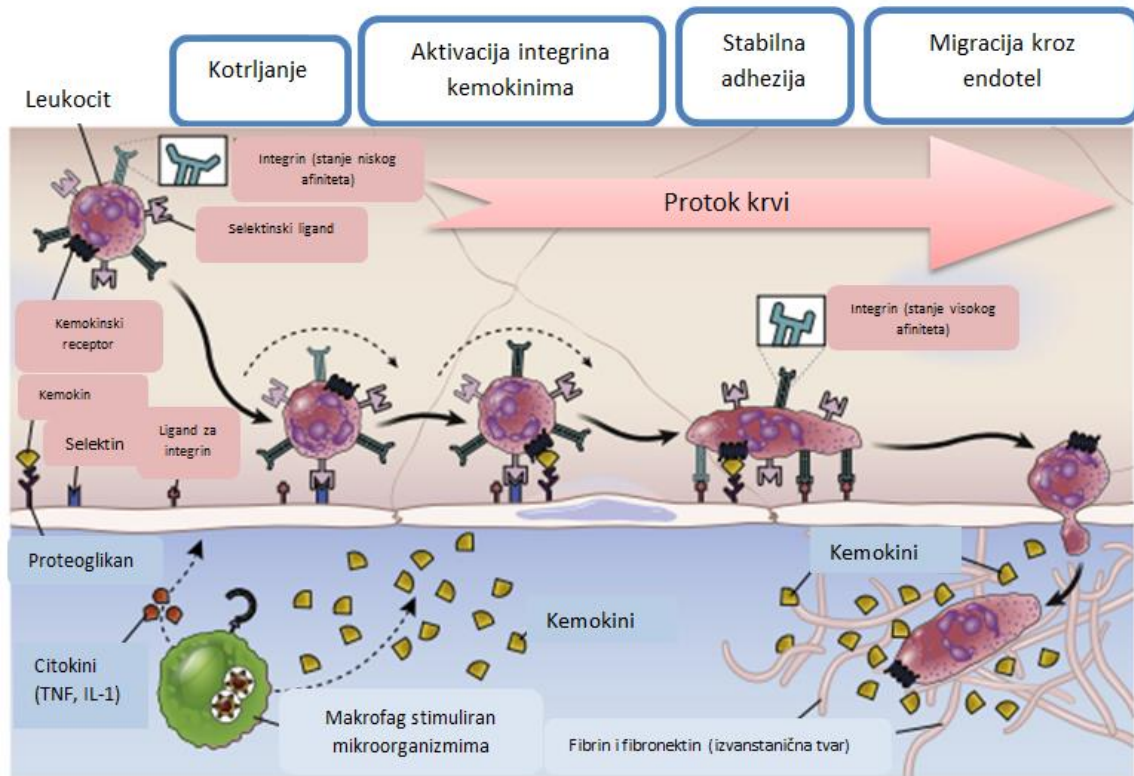 Kotrljanje
Aktivacija integrina
kemokinima
Stabilna
adhezija
Migracija kroz
endotel
Leukocit
Integrin (stanje niskog
afiniteta)
Selektinski ligand
Protok krvi
Kemokinski
receptor
Integrin (stanje visokog
afiniteta)
Kemokin
Selektin
Ligand za
integrin
Proteoglikan
Kemokini
Kemokini
Citokini
(TNF, IL-1)
Makrofag stimuliran
mikroorganizmima
Fibrin i fibronektin (izvanstanična tvar)